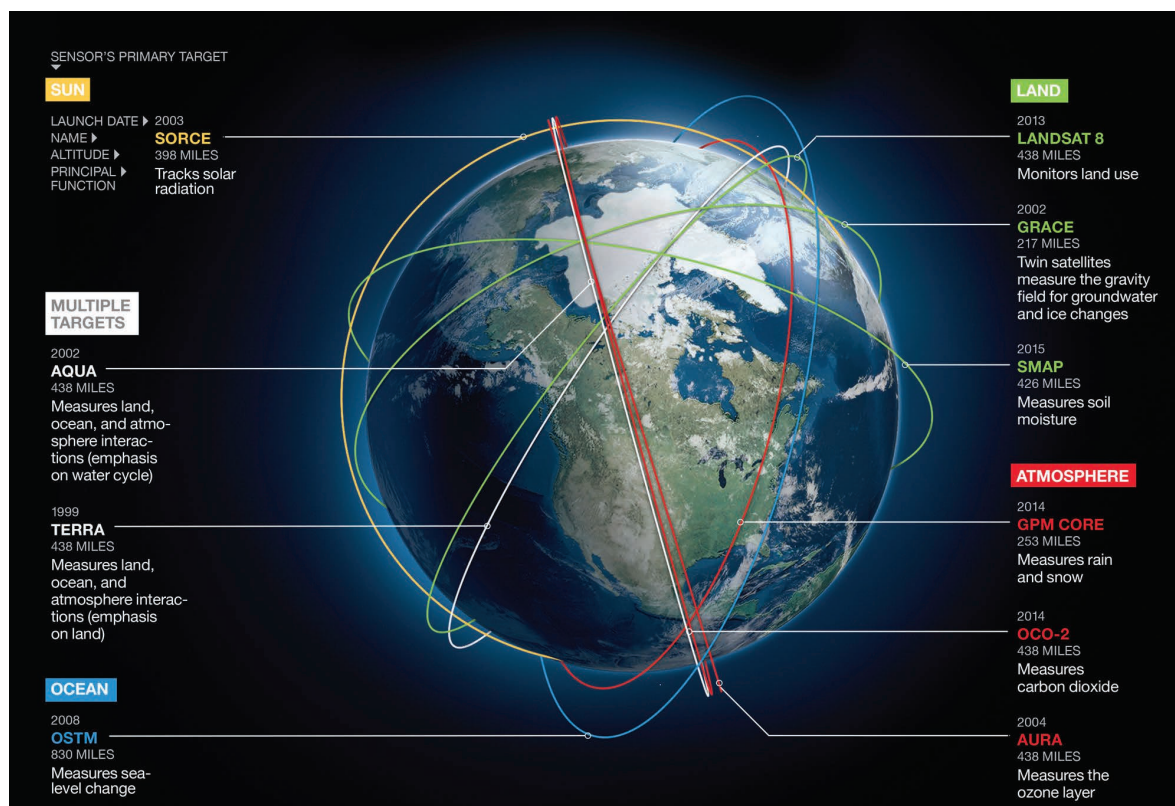 SENSOR'S PRIMARY TARGET
SUN
LAUNCH DATE 2003
NAME SORCE
ALTITUDE 398 MILES
PRINCIPAL FUNCTION Tracks solar
radiation
MULTIPLE
TARGETS
2002
AQUA
438 MILES
Measures land,
ocean, and atmo-
sphere interac-
tions (emphasis
on water cycle)
1999
TERRA
438 MILES
Measures land,
ocean, and
atmosphere interac-
tions (emphasis
on land)
OCEAN
2008
OSTM
830 MILES
Measures sea-
level change
LAND
2013
LANDSAT 8
438 MILES
Monitors land use
2002
GRACE
217 MILES
Twin satellites
measure the gravity
field for groundwater
and ice changes
2015
SMAP
426 MILES
Measures soil
moisture
ATMOSPHERE
2014
GPM CORE
253 MILES
Measures rain
and snow
2014
OCO-2
438 MILES
Measures
carbon dioxide
2004
AURA
438 MILES
Measures the
ozone layer